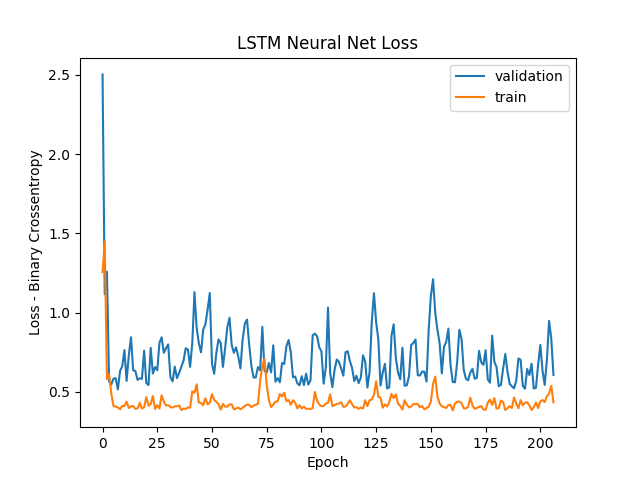 LSTM Neural Net Loss
validation
train
Loss - Binary Crossentropy
2.5
2.0
1.5
1.0
0.5
0 25 50 75 100 125 150 175 200
Epoch